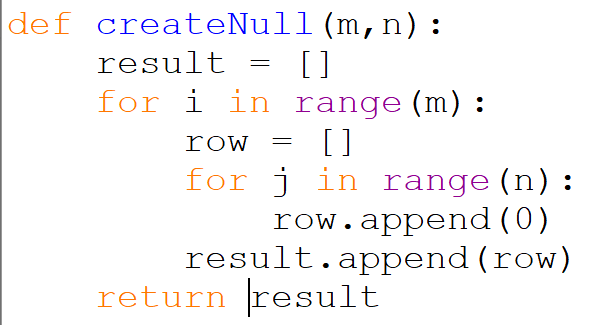 def createNull(m,n):
    result = []
    for i in range(m):
        row = []
        for j in range(n):
            row.append(0)
        result.append(row)
    return result